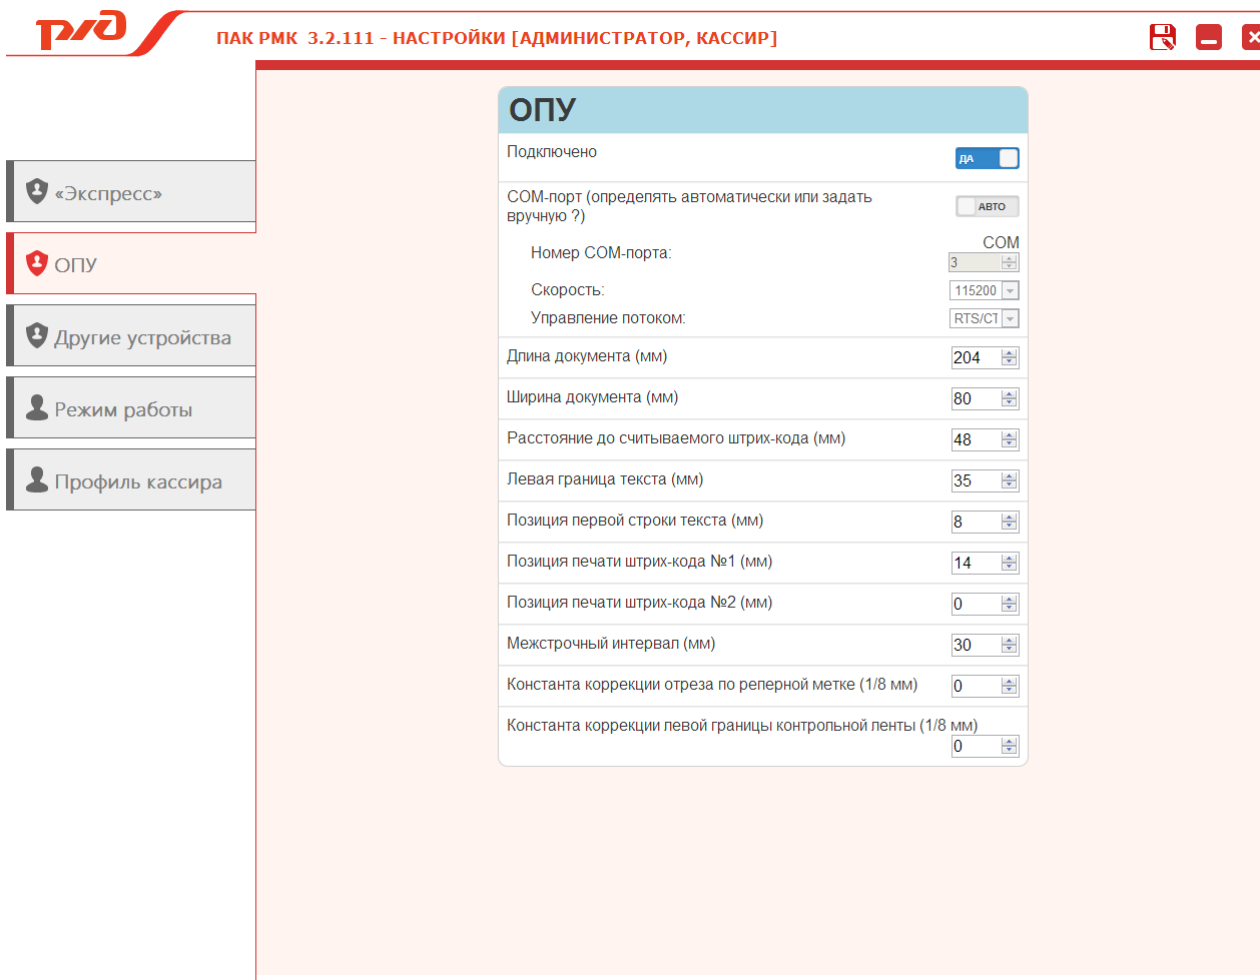 ржд
ПАК РМК 3.2.111 - НАСТРОЙКИ [АДМИНИСТРАТОР, КАССИР]
«Экспресс»
ОПУ
Другие устройства
Режим работы
Профиль кассира
ОПУ
Подключено
ДА
COM-порт (определять автоматически или задать
вручную ?)
АВТО
COM
Номер COM-порта:
3
Скорость:
115200
Управление потоком:
RTS/CT
Длина документа (мм)
204
Ширина документа (мм)
80
Расстояние до считываемого штрих-кода (мм)
48
Левая граница текста (мм)
35
Позиция первой строки текста (мм)
8
Позиция печати штрих-кода №1 (мм)
14
Позиция печати штрих-кода №2 (мм)
0
Межстрочный интервал (мм)
30
Константа коррекции отреза по реперной метке (1/8 мм)
0
Константа коррекции левой границы контрольной ленты (1/8 мм)
0